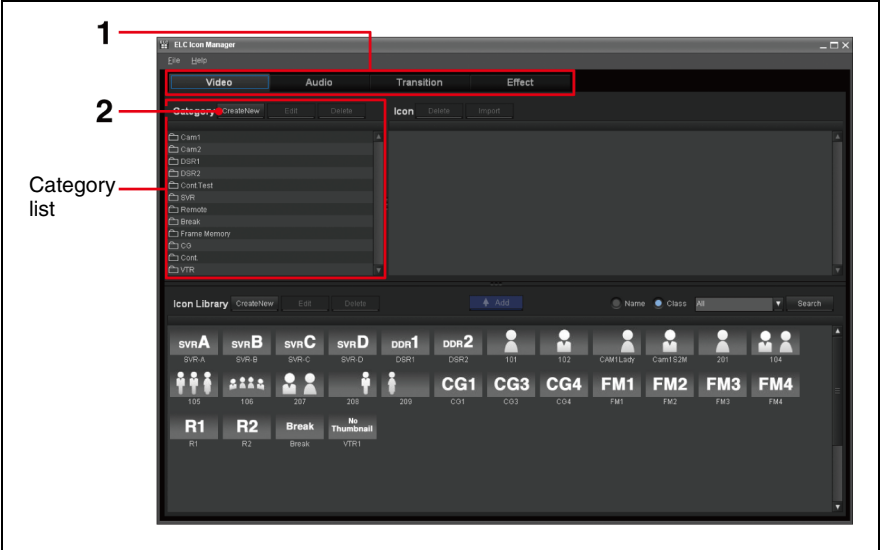 1
ELC Icon Manager
File Help
Video Audio Transition Effect
2
Category CreateNew Edit Delete Icon Delete Import
Cam1
Cam2
DSR1
DSR2
Cont.Test
SVR
Remote
Break
Frame Memory
CG
Cont.
VTR
Category
list
Icon Library CreateNew Edit Delete Add Name Class All Search
SVRA SVRB SVRC SVRD DDR1 DDR2
SVR-A SVR-B SVR-C SVR-D DSR1 DSR2 101 102 CAM1Lady Cam1S2M 201 104
CG1 CG3 CG4 FM1 FM2 FM3 FM4
105 106 207 208 209 CG1 CG3 CG4 FM1 FM2 FM3 FM4
R1 R2 Break No Thumbnail
R1 R2 Break VTR1